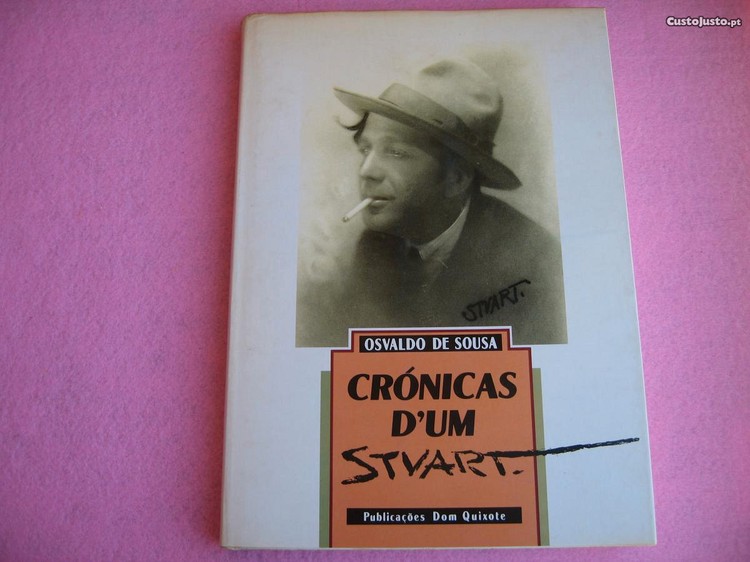 CustoJusto.pt
STVART.
OSVALDO DE SOUSA
CRÓNICAS
D'UM
STVART.
Publicações Dom Quixote